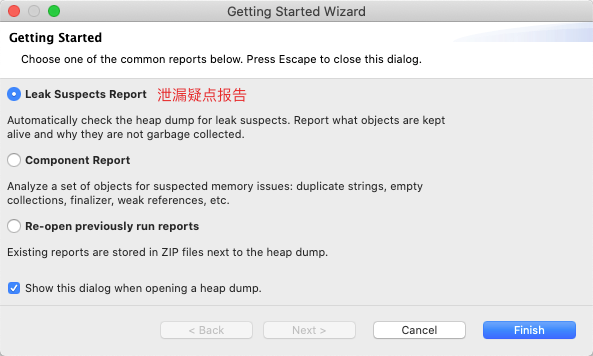 Getting Started Wizard
Getting Started
Choose one of the common reports below. Press Escape to close this dialog.
Leak Suspects Report 泄漏疑点报告
Automatically check the heap dump for leak suspects. Report what objects are kept
alive and why they are not garbage collected.
Component Report
Analyze a set of objects for suspected memory issues: duplicate strings, empty
collections, finalizer, weak references, etc.
Re-open previously run reports
Existing reports are stored in ZIP files next to the heap dump.
Show this dialog when opening a heap dump.
< Back Next > Cancel Finish